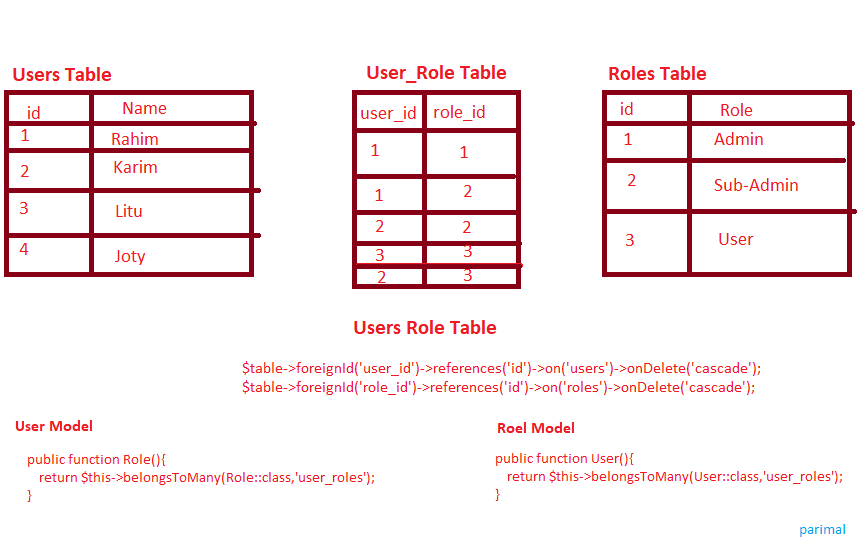 Users Table
id Name
1 Rahim
2 Karim
3 Litu
4 Joty
User_Role Table
user_id role_id
1 1
1 2
2 2
3 3
2 3
Roles Table
id Role
1 Admin
2 Sub-Admin
3 User
Users Role Table
$table->foreignId('user_id')->references('id')->on('users')->onDelete('cascade');
$table->foreignId('role_id')->references('id')->on('roles')->onDelete('cascade');
User Model
public function Role(){
return $this->belongsToMany(Role::class,'user_roles');
}
Roel Model
public function User(){
return $this->belongsToMany(User::class,'user_roles');
}
parimal